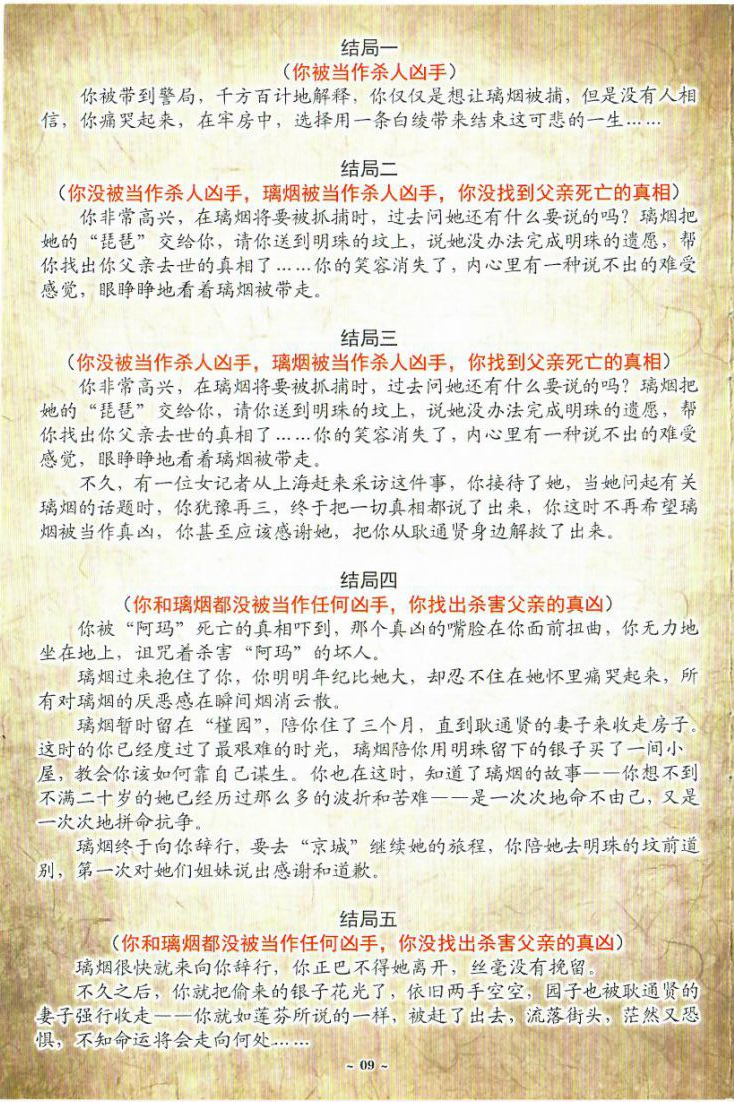 结局一
（你被当作杀人凶手）
你被带到警局，千方百计地解释，你仅仅是想让璃烟被捕，但是没有人相
信，你痛哭起来，在牢房中，选择用一条白绫带来结束这可悲的一生……
结局二
（你没被当作杀人凶手，璃烟被当作杀人凶手，你没找到父亲死亡的真相）
你非常高兴，在璃烟将要被抓捕时，过去问她还有什么要说的吗？璃烟把
她的“琵琶”交给你，请你送到明珠的坟上，说她没办法完成明珠的遗愿，帮
你找出你父亲去世的真相了……你的笑容消失了，内心里有一种说不出的难受
感觉，眼睁睁地看着璃烟被带走。
结局三
（你没被当作杀人凶手，璃烟被当作杀人凶手，你找到父亲死亡的真相）
你非常高兴，在璃烟将要被抓捕时，过去问她还有什么要说的吗？璃烟把
她的“琵琶”交给你，请你送到明珠的坟上，说她没办法完成明珠的遗愿，帮
你找出你父亲去世的真相了……你的笑容消失了，内心里有一种说不出的难受
感觉，眼睁睁地看着璃烟被带走。
不久，有一位女记者从上海赶来采访这件事，你接待了她，当她问起有关
璃烟的话题时，你犹豫再三，终于把一切真相都说了出来，你这时不再希望璃
烟被当作真凶，你甚至应该感谢她，把你从耿通贤身边解救了出来。
结局四
（你和璃烟都没被当作任何凶手，你找出杀害父亲的真凶）
你被“阿玛”死亡的真相吓到，那个真凶的嘴脸在你面前扭曲，你无力地
坐在地上，诅咒着杀害“阿玛”的坏人。
璃烟过来抱住了你，你明明年纪比她大，却忍不住在她怀里痛哭起来，所
有对璃烟的厌恶感在瞬间烟消云散。
璃烟暂时留在“槿园”，陪你住了三个月，直到耿通贤的妻子来收走房子。
这时的你已经度过了最艰难的时光，璃烟陪你用明珠留下的银子买了一间小
屋，教会你该如何靠自己谋生。你也在这时，知道了璃烟的故事——你想不到
不满二十岁的她已经历过那么多的波折和苦难——是一次次地命不由己，又是
一次次地拼命抗争。
璃烟终于向你辞行，要去“京城”继续她的旅程，你陪她去明珠的坟前道
别，第一次对她们姐妹说出感谢和道歉。
结局五
（你和璃烟都没被当作任何凶手，你没找出杀害父亲的真凶）
璃烟很快就来向你辞行，你正巴不得她离开，丝毫没有挽留。
不久之后，你就把偷来的银子花光了，依旧两手空空，园子也被耿通贤的
妻子强行收走——你就如莲芬所说的一样，被赶了出去，流落街头，茫然又恐
惧，不知命运将会走向何处……
~ 09 ~